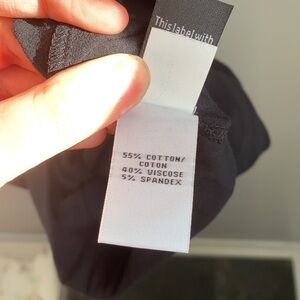 This label with
55% COTTON/
COTON
40% VISCOSE
5% SPANDEX